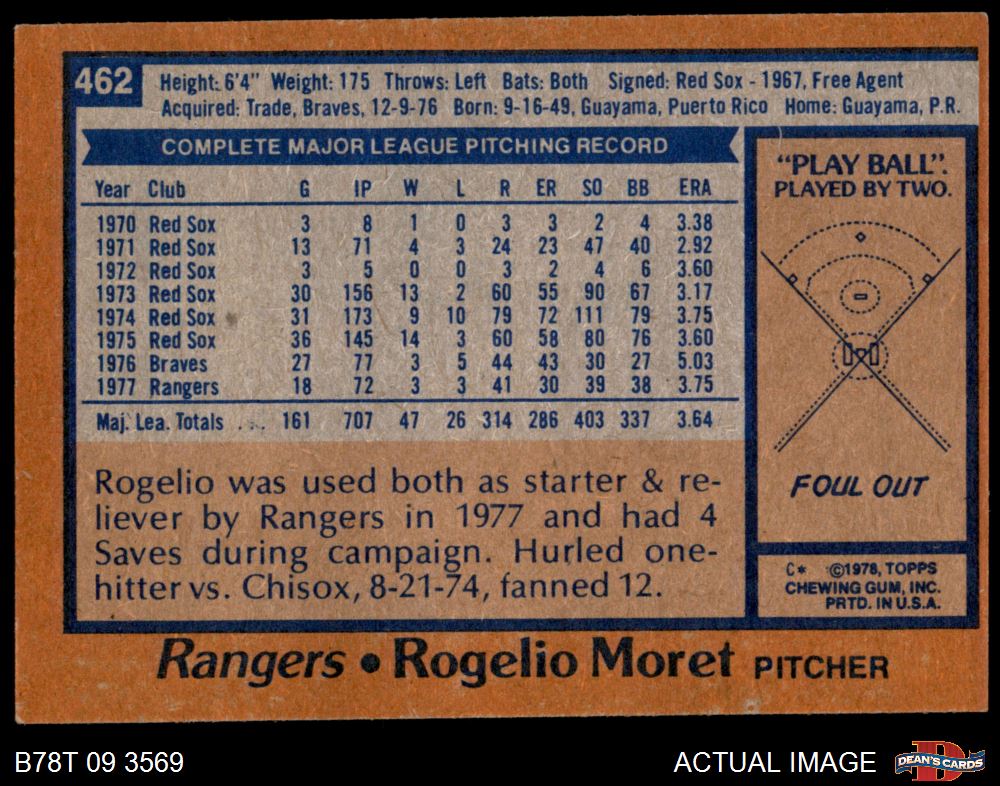 462
Height: 6'4" Weight: 175 Throws: Left Bats: Both Signed: Red Sox - 1967, Free Agent
Acquired: Trade, Braves, 12-9-76 Born: 9-16-49, Guayama, Puerto Rico Home: Guayama, P.R.
COMPLETE MAJOR LEAGUE PITCHING RECORD
Year Club G IP W L R ER SO BB ERA
1970 Red Sox 3 8 1 0 3 3 2 4 3.38
1971 Red Sox 13 71 4 3 24 23 47 40 2.92
1972 Red Sox 3 5 0 0 3 2 4 6 3.60
1973 Red Sox 30 156 13 2 60 55 90 67 3.17
1974 Red Sox 31 173 9 10 79 72 111 79 3.75
1975 Red Sox 36 145 14 3 60 58 80 76 3.60
1976 Braves 27 77 3 5 44 43 30 27 5.03
1977 Rangers 18 72 3 3 41 30 39 38 3.75
Maj. Lea. Totals ... 161 707 47 26 314 286 403 337 3.64
Rogelio was used both as starter & re-
liever by Rangers in 1977 and had 4
Saves during campaign. Hurled one-
hitter vs. Chisox, 8-21-74, fanned 12.
"PLAY BALL".
PLAYED BY TWO.
FOUL OUT
C* ©1978, TOPPS
CHEWING GUM, INC.
PRTD. IN U.S.A.
Rangers • Rogelio Moret PITCHER
B78T 09 3569
ACTUAL IMAGE
D
DEAN'S CARDS